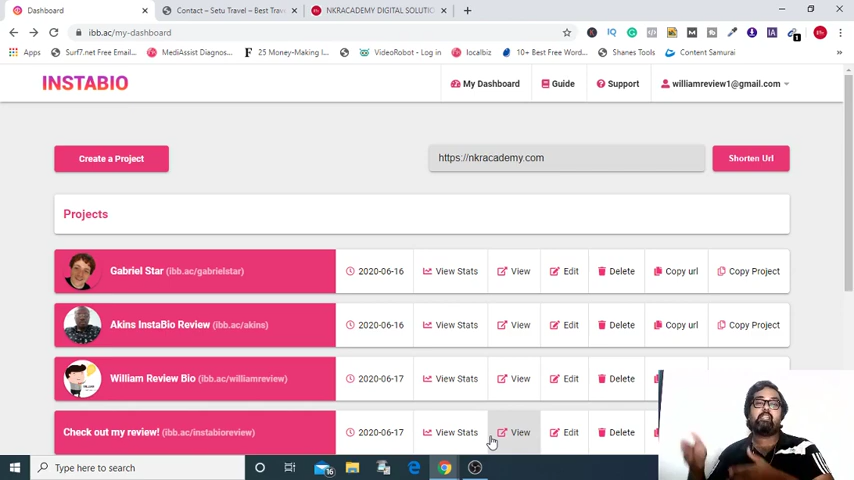 Dashboard
Contact – Setu Travel – Best Trav
NKRACADEMY DIGITAL SOLUTIO
ibb.ac/my-dashboard
Apps
Surf7.net Free Email...
MediAssist Diagnos...
25 Money-Making I...
VideoRobot - Log in
localbiz
10+ Best Free Word...
Shanes Tools
Content Samurai
INSTABIO
My Dashboard
Guide
Support
williamreview1@gmail.com
Create a Project
https://nkracademy.com
Shorten Url
Projects
Gabriel Star (ibb.ac/gabrielstar) 2020-06-16 View Stats View Edit Delete Copy url Copy Project
Akins InstaBio Review (ibb.ac/akins) 2020-06-16 View Stats View Edit Delete Copy url Copy Project
William Review Bio (ibb.ac/williamreview) 2020-06-17 View Stats View Edit Delete
Check out my review! (ibb.ac/instabioreview) 2020-06-17 View Stats View Edit Delete
Type here to search
16